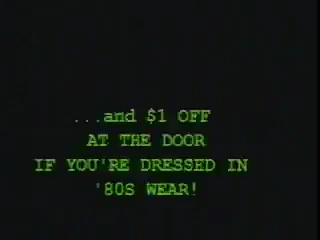 ...and $1 OFF
AT THE DOOR
IF YOU'RE DRESSED IN
'80S WEAR!